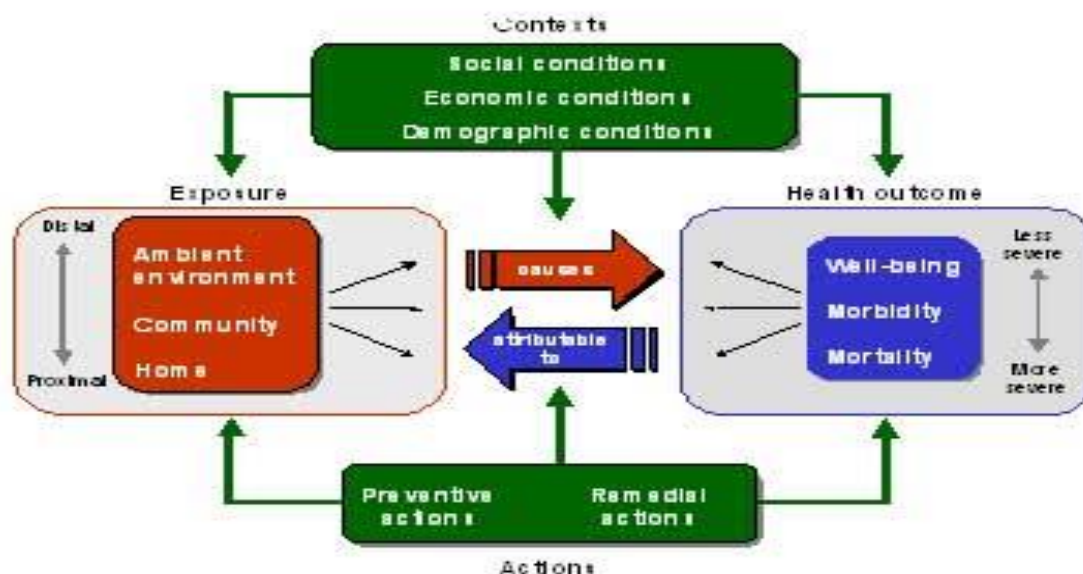 Contexts
Social conditions
Economic conditions
Demographic conditions
Exposure
Health outcome
Distal
Ambient
environment
Community
Home
Proximal
causes
attributable
to
Well-being
Morbidity
Mortality
Less
severe
More
severe
Preventive
actions
Remedial
actions
Actions